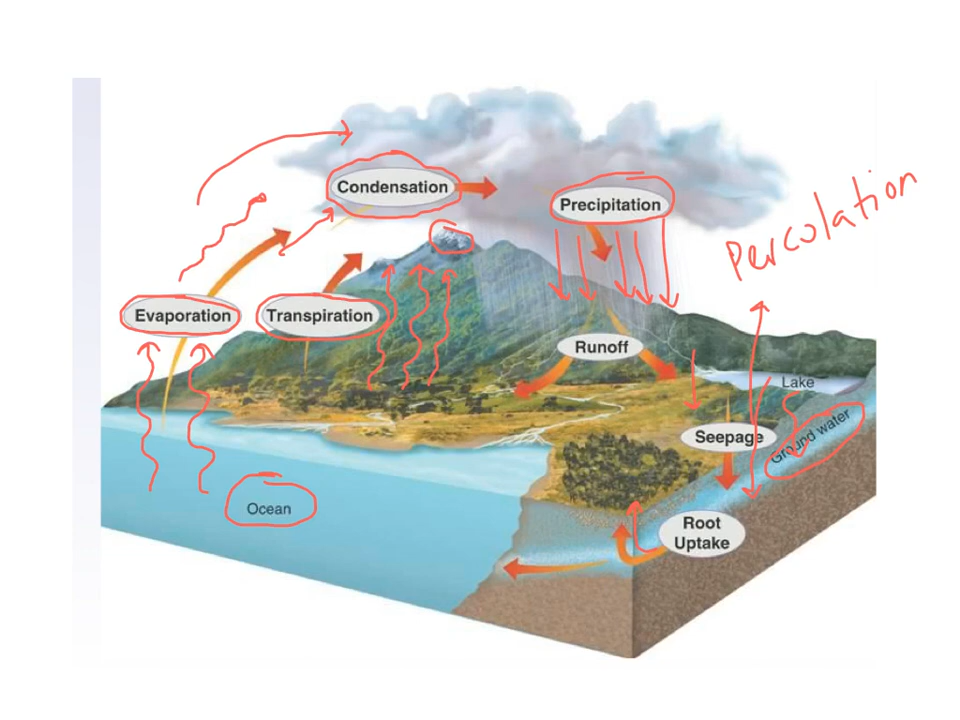 Condensation
Precipitation
Percolation
Evaporation
Transpiration
Runoff
Lake
Seepage
Ground water
Ocean
Root
Uptake